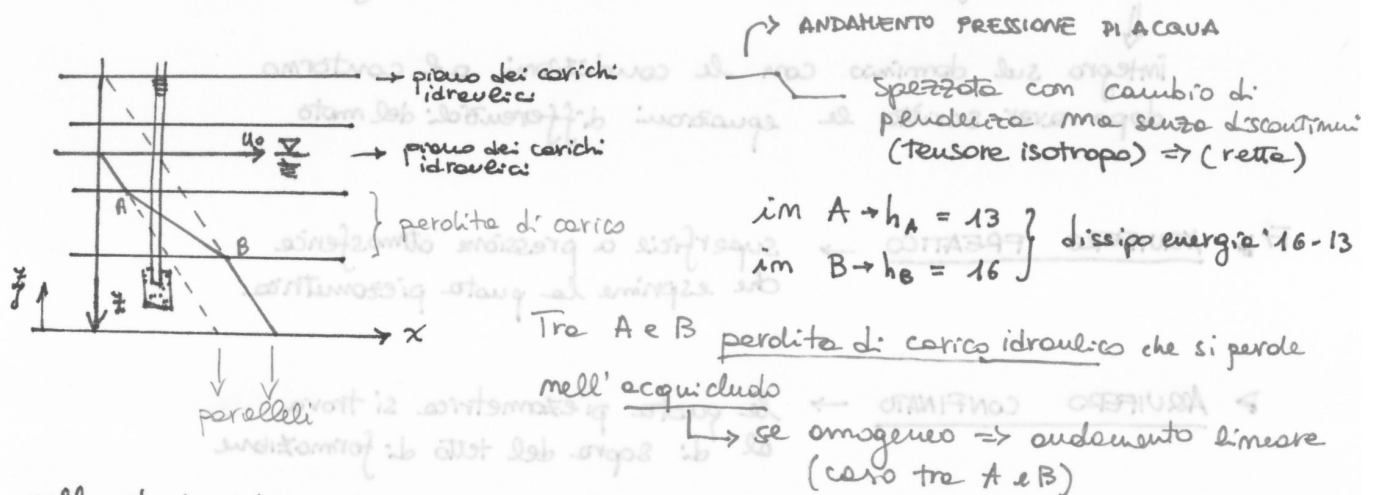 ANDAMENTO PRESSIONE DI ACQUA
piano dei carichi
idraulici
spezzata con cambio di
pendenza ma senza discontinui
(tensore isotropo) => (retta)
u₀
piano dei carichi
idraulici
A
perdita di carico
in A → hA = 13
in B → hB = 16
dissipo energia 16-13
B
z
z
x
Tra A e B perdita di carico idraulico che si perde
nell' acquicludo
paralleli
se omogeneo => andamento lineare
(caso tra A e B)